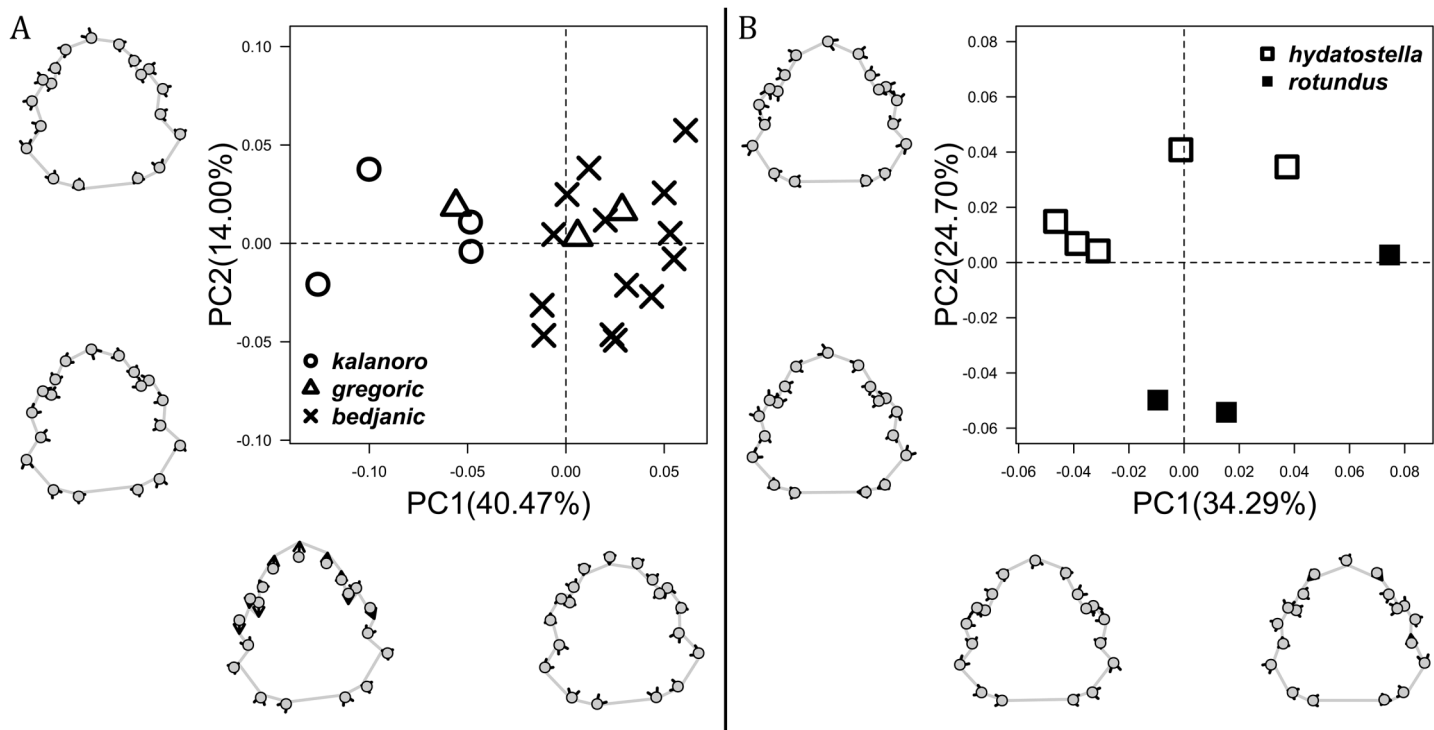 A
0.10
0.05
0.00
-0.05
-0.10
PC2(14.00%)
kalanoro
gregoric
bedjanic
-0.10
-0.05
0.00
0.05
PC1(40.47%)
B
0.08
0.06
0.04
0.02
0.00
-0.02
-0.04
-0.06
PC2(24.70%)
hydatostella
rotundus
-0.06
-0.04
-0.02
0.00
0.02
0.04
0.06
0.08
PC1(34.29%)